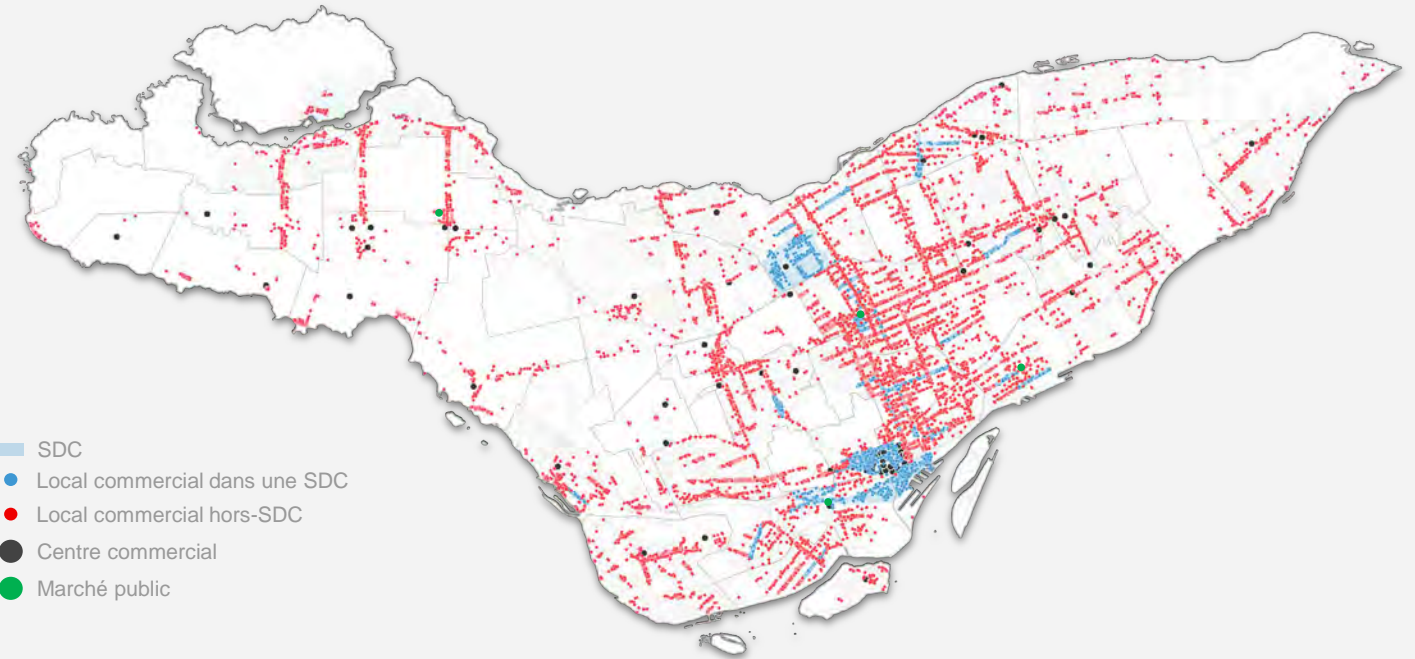 SDC
Local commercial dans une SDC
Local commercial hors-SDC
Centre commercial
Marché public